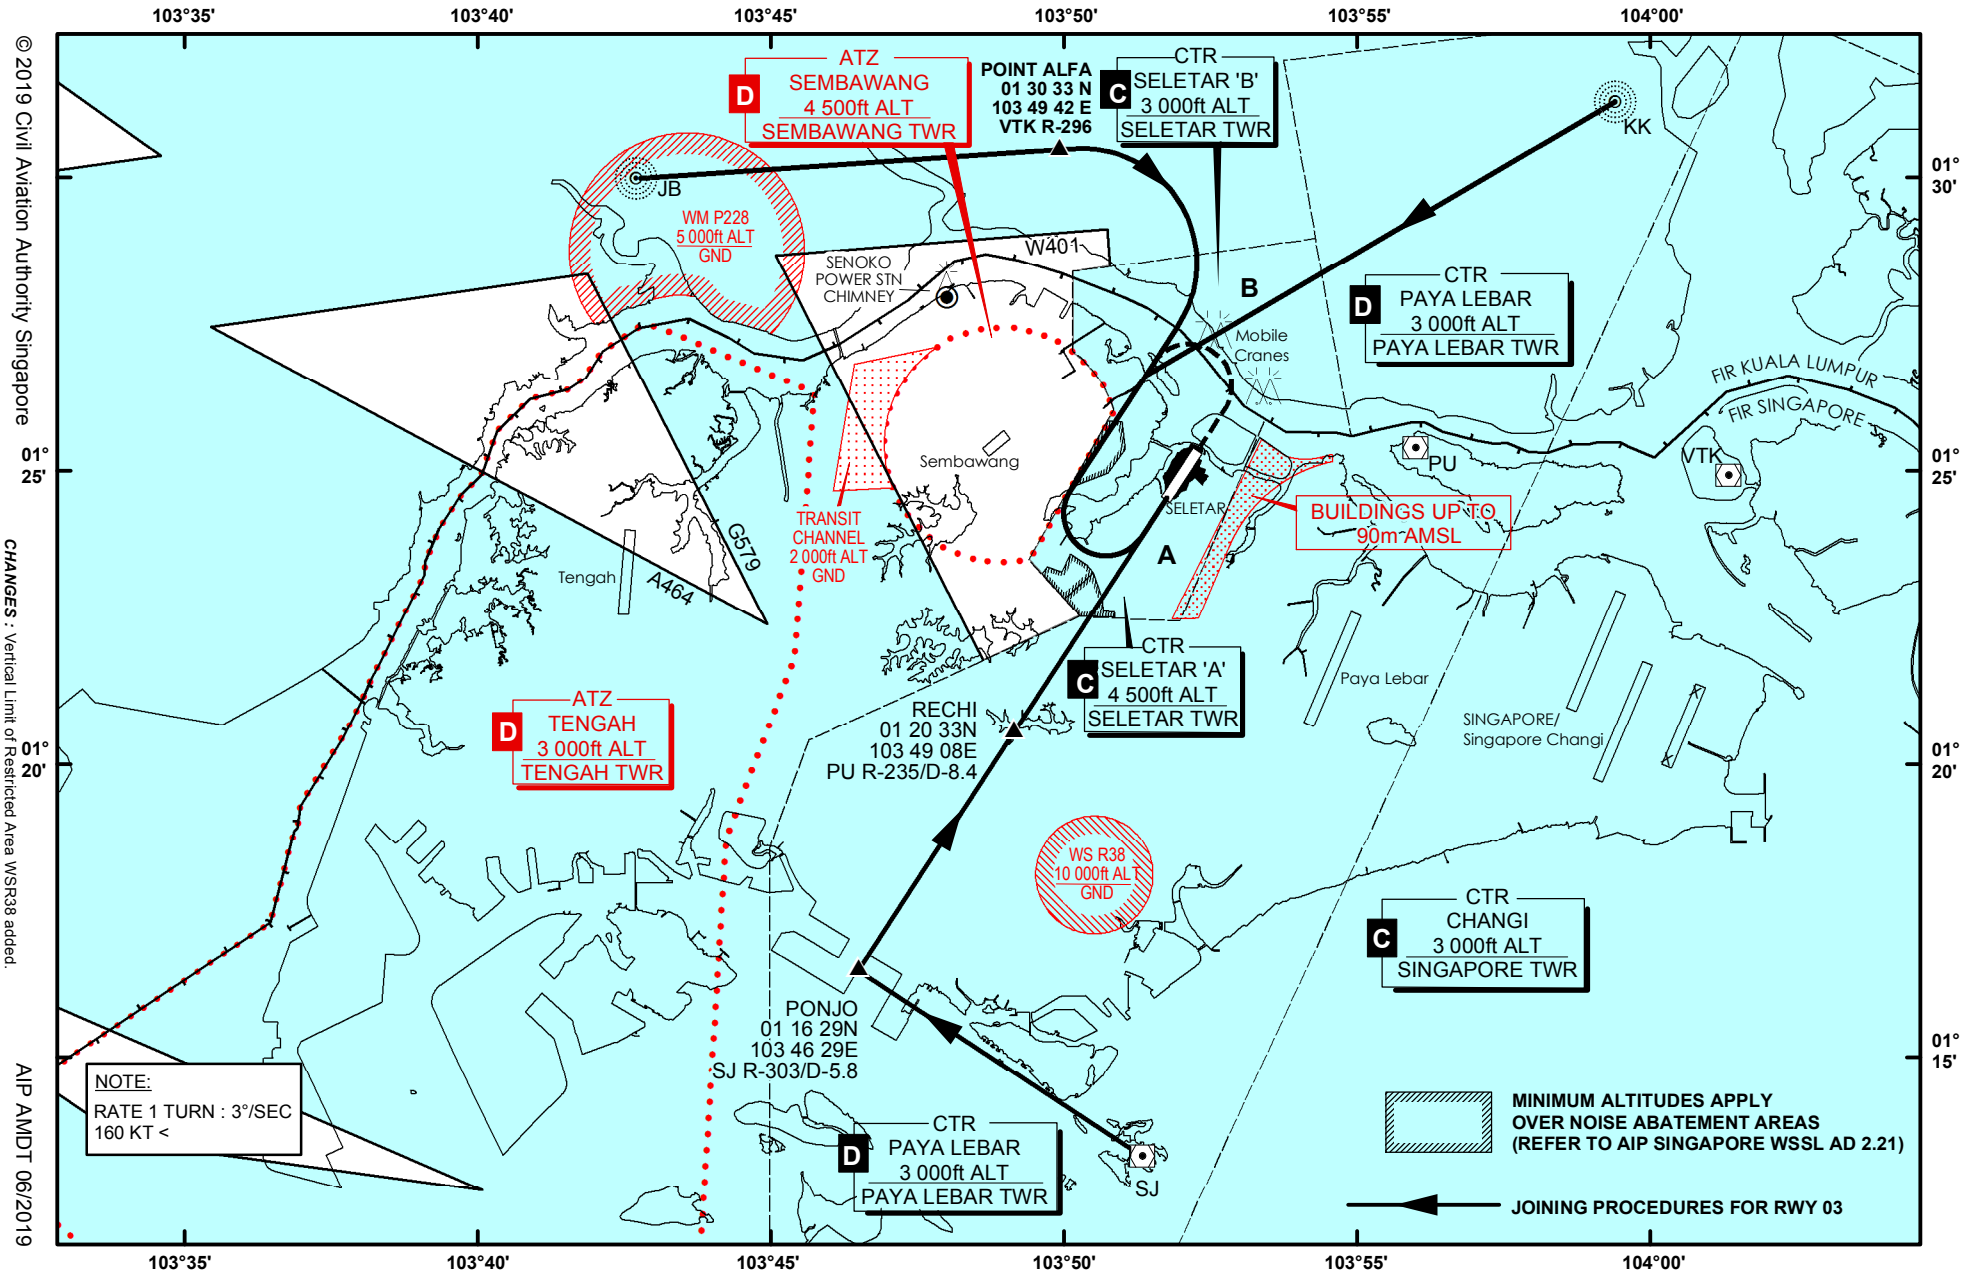 103°35'
103°40'
103°45'
103°50'
103°55'
104°00'
© 2019 Civil Aviation Authority Singapore
CHANGES : Vertical Limit of Restricted Area WSR38 added.
AIP AMDT 06/2019
ATZ
D
SEMBAWANG
4 500ft ALT
SEMBAWANG TWR
POINT ALFA
01 30 33 N
103 49 42 E
VTK R-296
CTR
C
SELETAR 'B'
3 000ft ALT
SELETAR TWR
KK
JB
01°
30'
WM P228
5 000ft ALT
GND
W401
SENOKO
POWER STN
CHIMNEY
B
CTR
D
PAYA LEBAR
3 000ft ALT
PAYA LEBAR TWR
Mobile
Cranes
FIR KUALA LUMPUR
FIR SINGAPORE
01°
25'
01°
25'
Sembawang
PU
VTK
SELETAR
BUILDINGS UP TO
90m AMSL
TRANSIT
CHANNEL
2 000ft ALT
GND
G579
A464
Tengah
A
CTR
C
SELETAR 'A'
4 500ft ALT
SELETAR TWR
Paya Lebar
SINGAPORE/
Singapore Changi
ATZ
D
TENGAH
3 000ft ALT
TENGAH TWR
RECHI
01 20 33N
103 49 08E
PU R-235/D-8.4
01°
20'
01°
20'
WS R38
10 000ft ALT
GND
CTR
C
CHANGI
3 000ft ALT
SINGAPORE TWR
PONJO
01 16 29N
103 46 29E
SJ R-303/D-5.8
01°
15'
NOTE:
RATE 1 TURN : 3°/SEC
160 KT <
CTR
D
PAYA LEBAR
3 000ft ALT
PAYA LEBAR TWR
SJ
MINIMUM ALTITUDES APPLY
OVER NOISE ABATEMENT AREAS
(REFER TO AIP SINGAPORE WSSL AD 2.21)
JOINING PROCEDURES FOR RWY 03
103°35'
103°40'
103°45'
103°50'
103°55'
104°00'